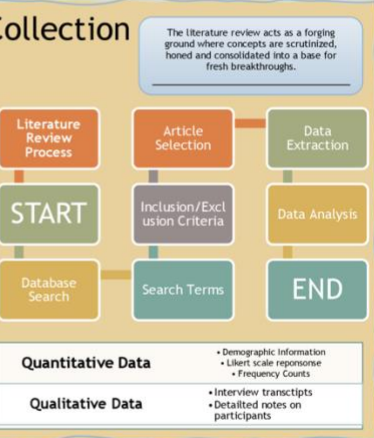 Collection
The literature review acts as a forging
ground where concepts are scrutinized,
honed and consolidated into a base for
fresh breakthroughs.
Literature
Review
Process
Article
Selection
Data
Extraction
START
Inclusion/Excl
usion Criteria
Data Analysis
Database
Search
Search Terms
END
Quantitative Data
• Demographic Information
• Likert scale reponsonse
• Frequency Counts
Qualitative Data
• Interview transctipts
• Detailted notes on
participants